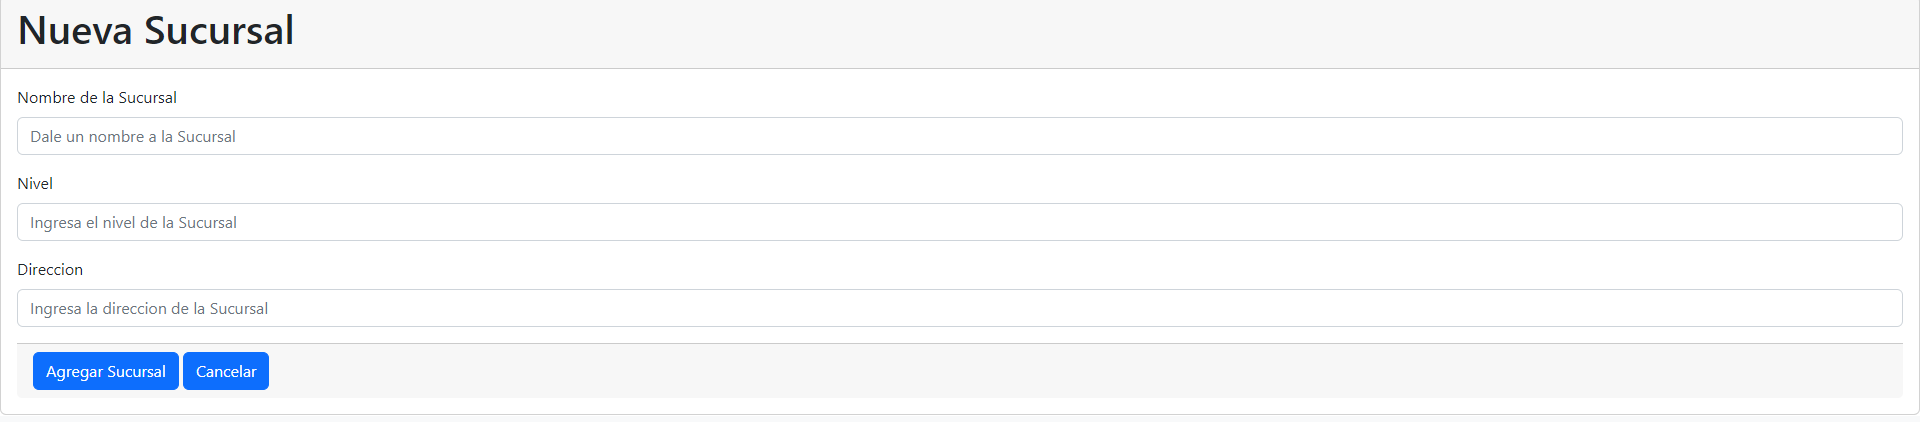 Nueva Sucursal
Nombre de la Sucursal
Dale un nombre a la Sucursal
Nivel
Ingresa el nivel de la Sucursal
Direccion
Ingresa la direccion de la Sucursal
Agregar Sucursal Cancelar